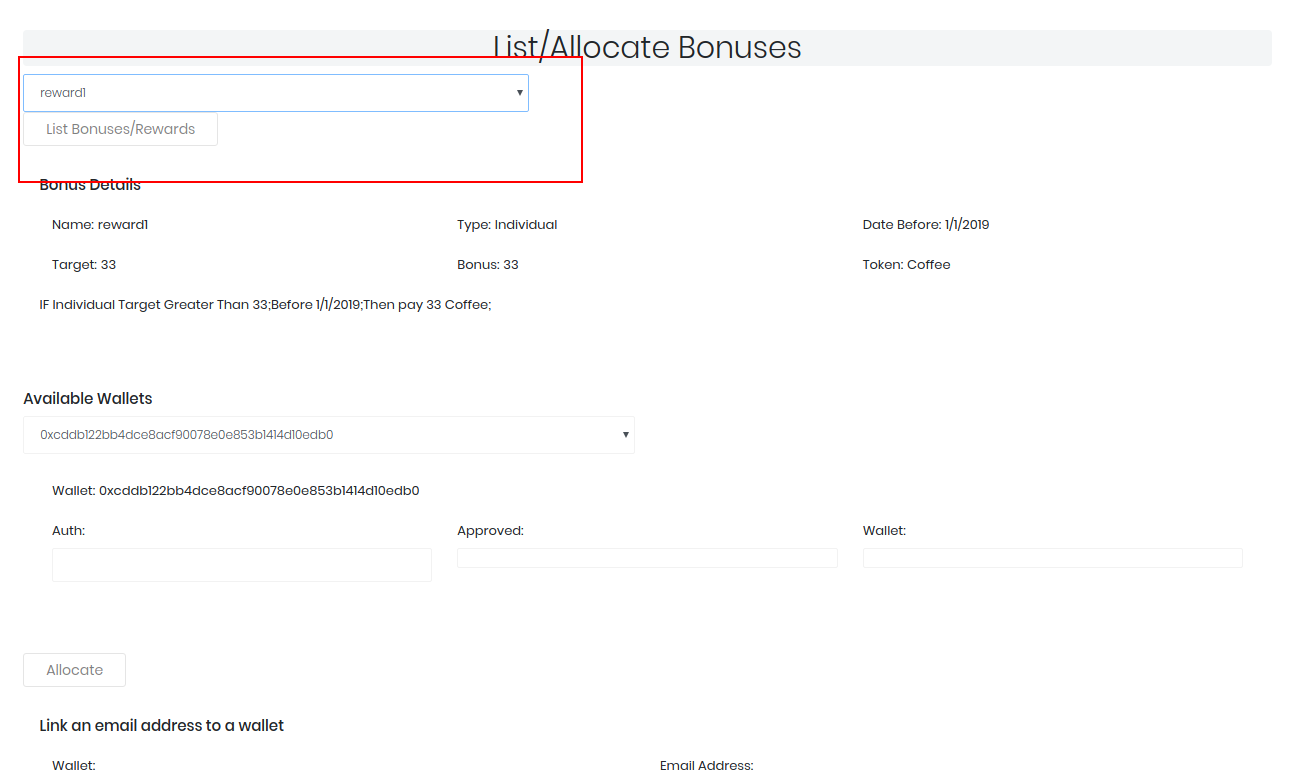 List/Allocate Bonuses
reward1
List Bonuses/Rewards
Bonus Details
Name: reward1 Type: Individual Date Before: 1/1/2019
Target: 33 Bonus: 33 Token: Coffee
IF Individual Target Greater Than 33;Before 1/1/2019;Then pay 33 Coffee;
Available Wallets
0xcddb122bb4dce8acf90078e0e853b1414d10edb0
Wallet: 0xcddb122bb4dce8acf90078e0e853b1414d10edb0
Auth: Approved: Wallet:
Allocate
Link an email address to a wallet
Wallet: Email Address: